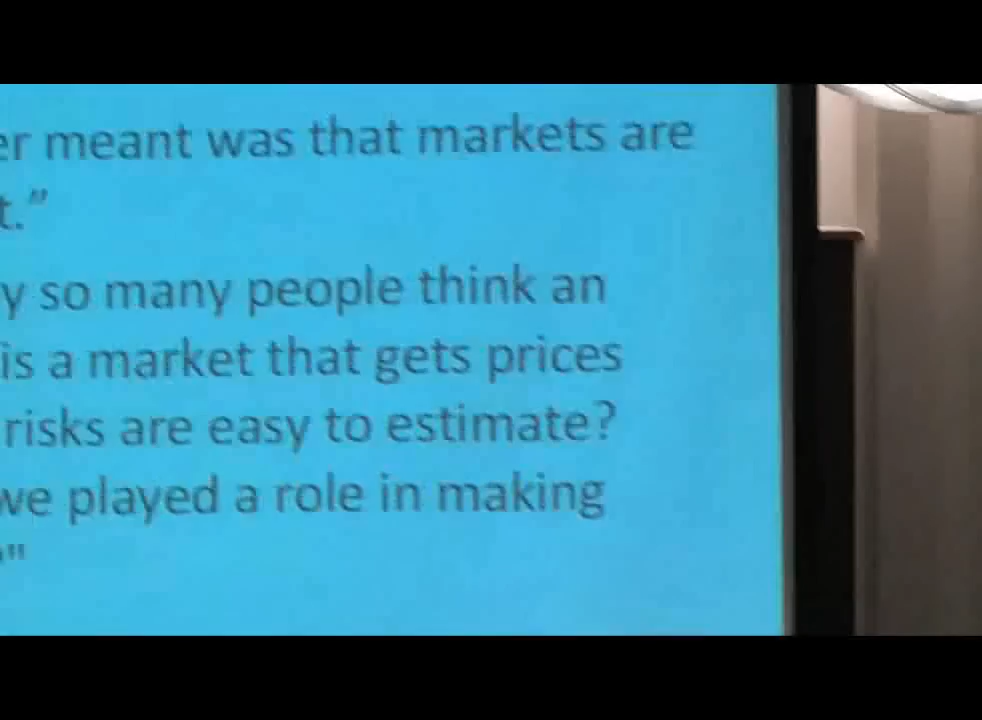 er meant was that markets are
t.”
y so many people think an
is a market that gets prices
risks are easy to estimate?
we played a role in making
"